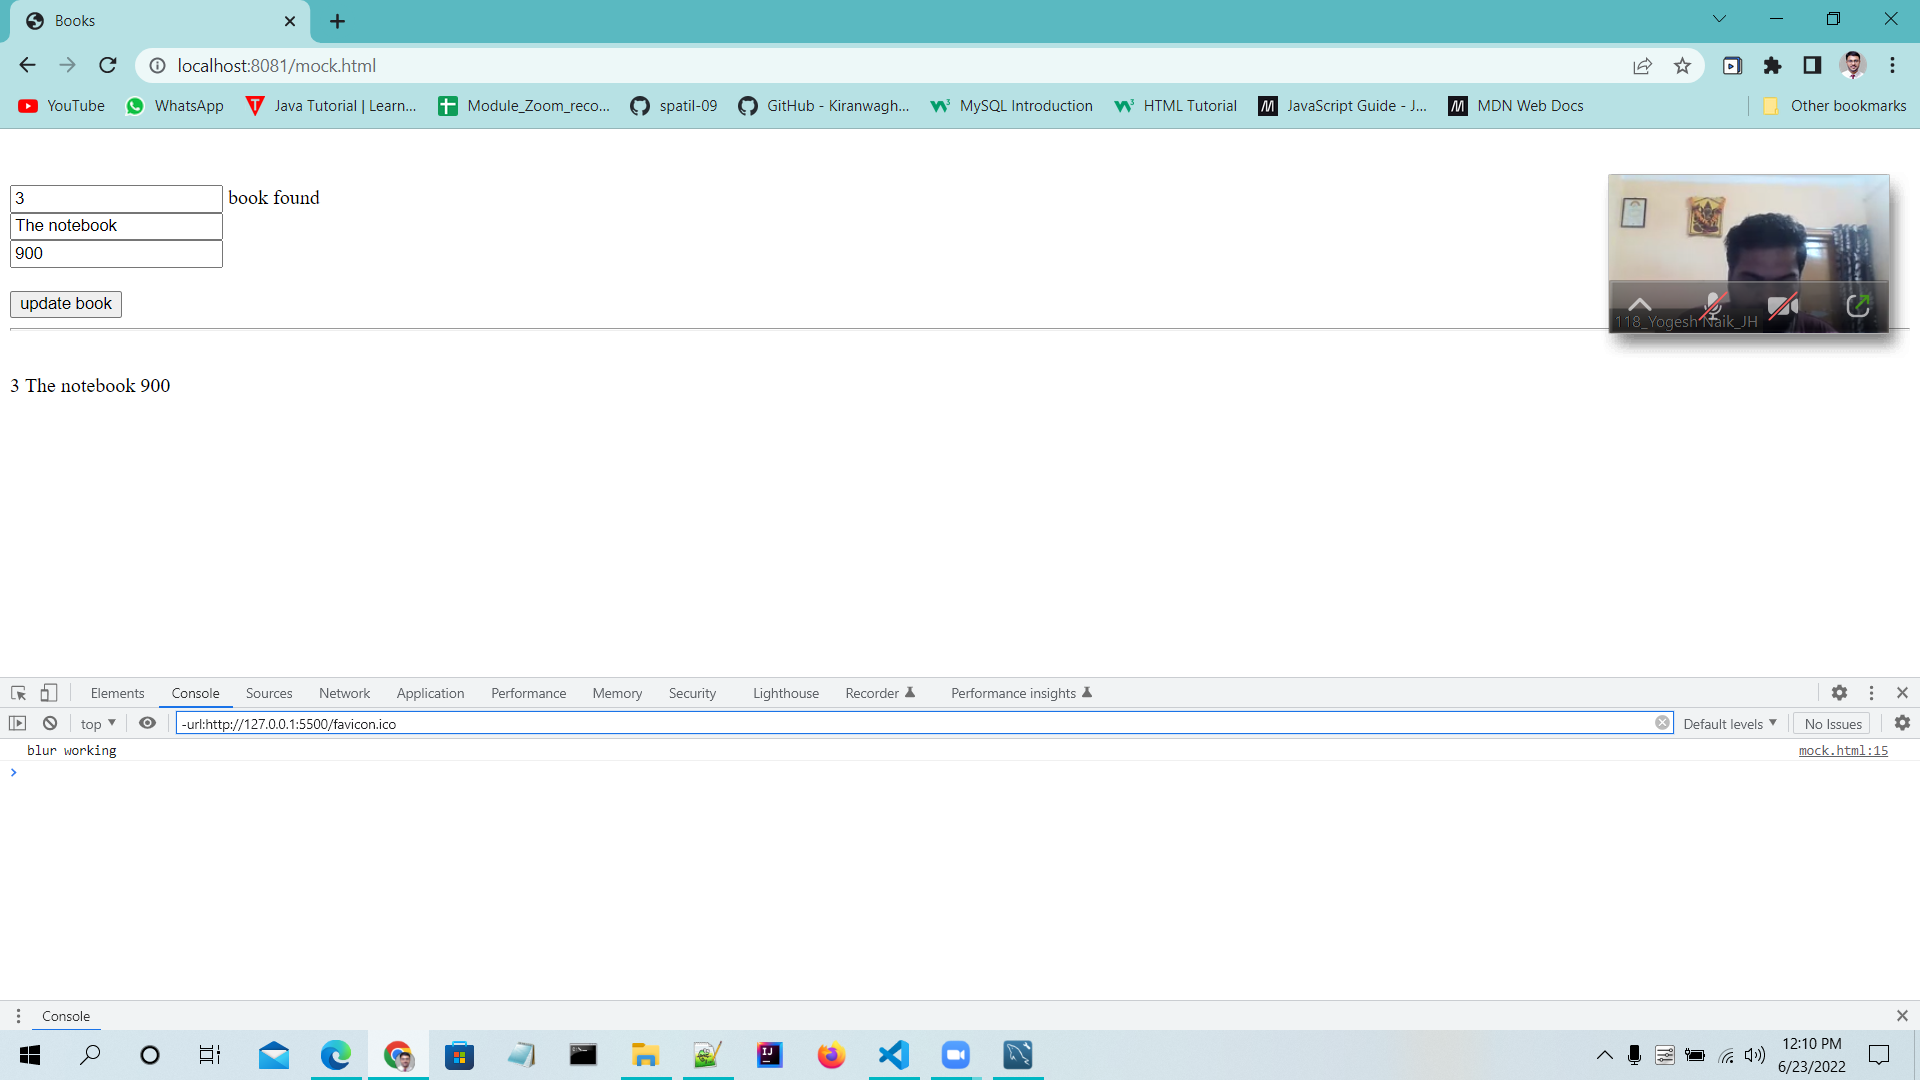 Books
localhost:8081/mock.html
YouTube WhatsApp Java Tutorial | Learn... Module_Zoom_reco... spatil-09 GitHub - Kiranwagh... MySQL Introduction HTML Tutorial JavaScript Guide - J... MDN Web Docs Other bookmarks
3 book found
The notebook
900
update book
118_Yogesh Naik_JH
3 The notebook 900
Elements Console Sources Network Application Performance Memory Security Lighthouse Recorder Performance insights
top -url:http://127.0.0.1:5500/favicon.ico Default levels No Issues
blur working mock.html:15
Console
12:10 PM
6/23/2022